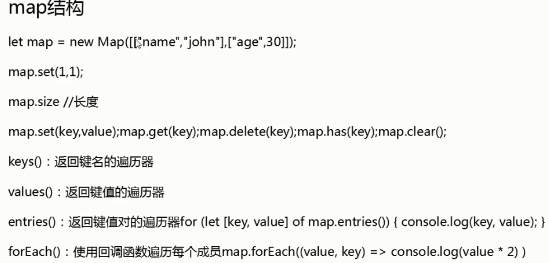 map结构
let map = new Map([["name","john"],["age",30]]);
map.set(1,1);
map.size //长度
map.set(key,value);map.get(key);map.delete(key);map.has(key);map.clear();
keys()：返回键名的遍历器
values()：返回键值的遍历器
entries()：返回键值对的遍历器for (let [key, value] of map.entries()) { console.log(key, value); }
forEach()：使用回调函数遍历每个成员map.forEach((value, key) => console.log(value * 2) )